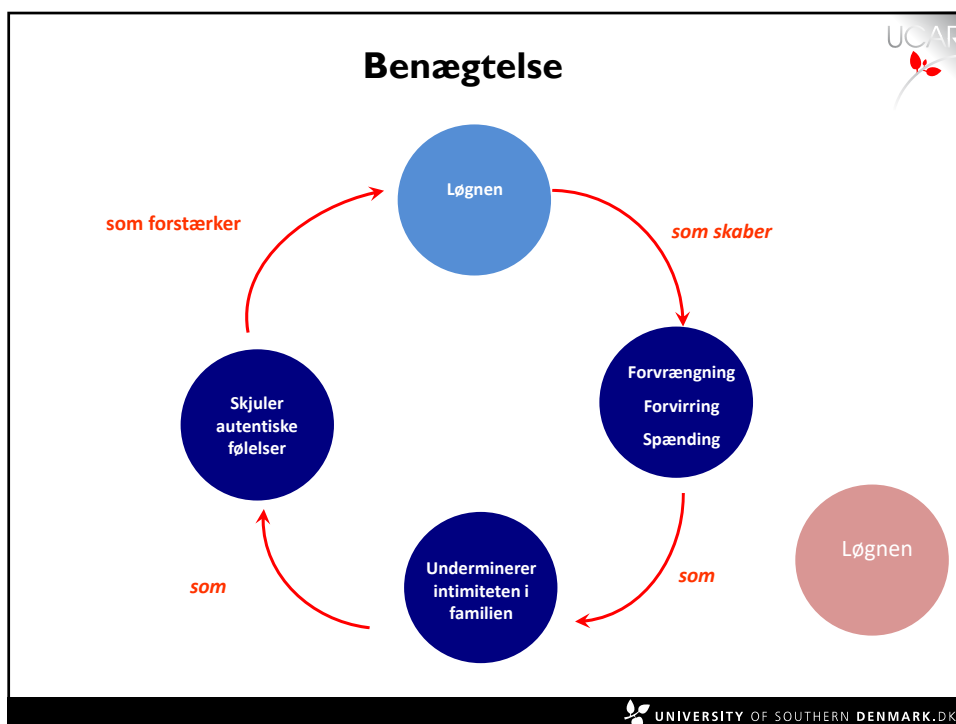 UCAR
Benægtelse
Løgnen
som forstærker
som skaber
Forvrængning
Forvirring
Spænding
Skjuler
autentiske
følelser
Løgnen
Underminerer
intimiteten i
familien
som
som
UNIVERSITY OF SOUTHERN DENMARK.DK